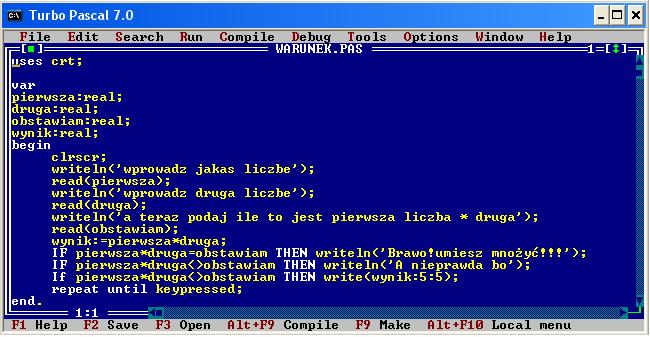 Turbo Pascal 7.0
File Edit Search Run Compile Debug Tools Options Window Help
WARUNEK.PAS 1
uses crt;
var
pierwsza:real;
druga:real;
obstawiam:real;
wynik:real;
begin
clrscr;
writeln('wprowadz jakas liczbe');
read(pierwsza);
writeln('wprowadz druga liczbe');
read(druga);
writeln('a teraz podaj ile to jest pierwsza liczba * druga');
read(obstawiam);
wynik:=pierwsza*druga;
IF pierwsza*druga=obstawiam THEN writeln('Brawo!umiesz mnożyć!!!');
IF pierwsza*druga<>obstawiam THEN writeln('A nieprawda bo');
If pierwsza*druga<>obstawiam THEN write(wynik:5:5);
repeat until keypressed;
end.
1:1
F1 Help F2 Save F3 Open Alt+F9 Compile F9 Make Alt+F10 Local menu